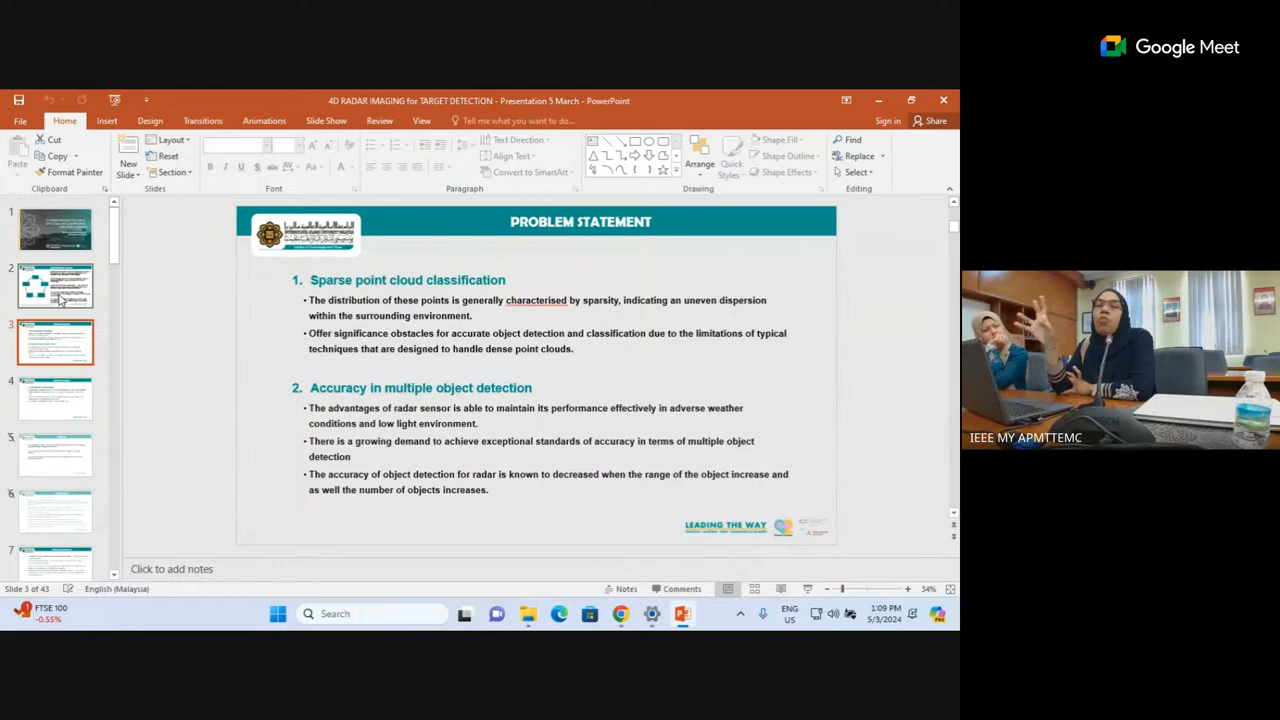 Google Meet
4D RADAR IMAGING for TARGET DETECTION - Presentation 5 March - PowerPoint
File Home Insert Design Transitions Animations Slide Show Review View Tell me what you want to do... Sign in Share
Paste
Cut
Copy
Format Painter
Clipboard
New
Slide
Layout
Reset
Section
Slides
B I U S abc AV Aa A
Font
Text Direction
Align Text
Convert to SmartArt
Paragraph
Arrange
Quick
Styles
Shape Fill
Shape Outline
Shape Effects
Drawing
Find
Replace
Select
Editing
1
2
3
4
5
6
7
PROBLEM STATEMENT
1. Sparse point cloud classification
• The distribution of these points is generally characterised by sparsity, indicating an uneven dispersion
within the surrounding environment.
• Offer significance obstacles for accurate object detection and classification due to the limitations of typical
techniques that are designed to handle dense point clouds.
2. Accuracy in multiple object detection
• The advantages of radar sensor is able to maintain its performance effectively in adverse weather
conditions and low light environment.
• There is a growing demand to achieve exceptional standards of accuracy in terms of multiple object
detection
• The accuracy of object detection for radar is known to decreased when the range of the object increase and
as well the number of objects increases.
LEADING THE WAY
Click to add notes
Slide 3 of 43 English (Malaysia) Notes Comments 34%
FTSE 100
-0.55%
Search
ENG
US
1:09 PM
5/3/2024
IEEE MY APMTTEMC